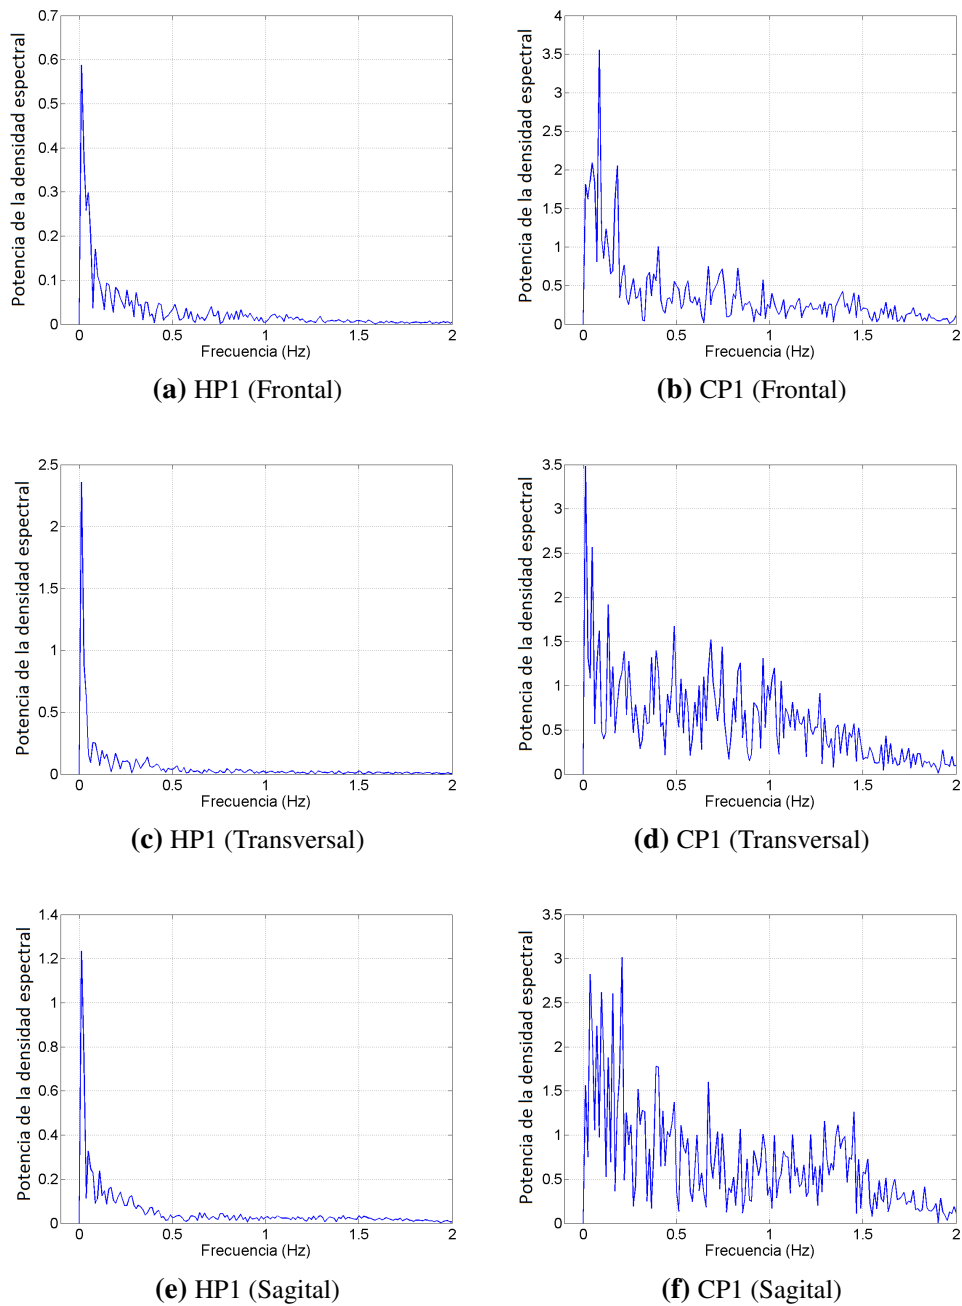 Potencia de la densidad espectral
0.7
0.6
0.5
0.4
0.3
0.2
0.1
0
0 0.5 1 1.5 2
Frecuencia (Hz)
(a) HP1 (Frontal)
Potencia de la densidad espectral
4
3.5
3
2.5
2
1.5
1
0.5
0
0 0.5 1 1.5 2
Frecuencia (Hz)
(b) CP1 (Frontal)
Potencia de la densidad espectral
2.5
2
1.5
1
0.5
0
0 0.5 1 1.5 2
Frecuencia (Hz)
(c) HP1 (Transversal)
Potencia de la densidad espectral
3.5
3
2.5
2
1.5
1
0.5
0
0 0.5 1 1.5 2
Frecuencia (Hz)
(d) CP1 (Transversal)
Potencia de la densidad espectral
1.4
1.2
1
0.8
0.6
0.4
0.2
0
0 0.5 1 1.5 2
Frecuencia (Hz)
(e) HP1 (Sagital)
Potencia de la densidad espectral
3.5
3
2.5
2
1.5
1
0.5
0
0 0.5 1 1.5 2
Frecuencia (Hz)
(f) CP1 (Sagital)